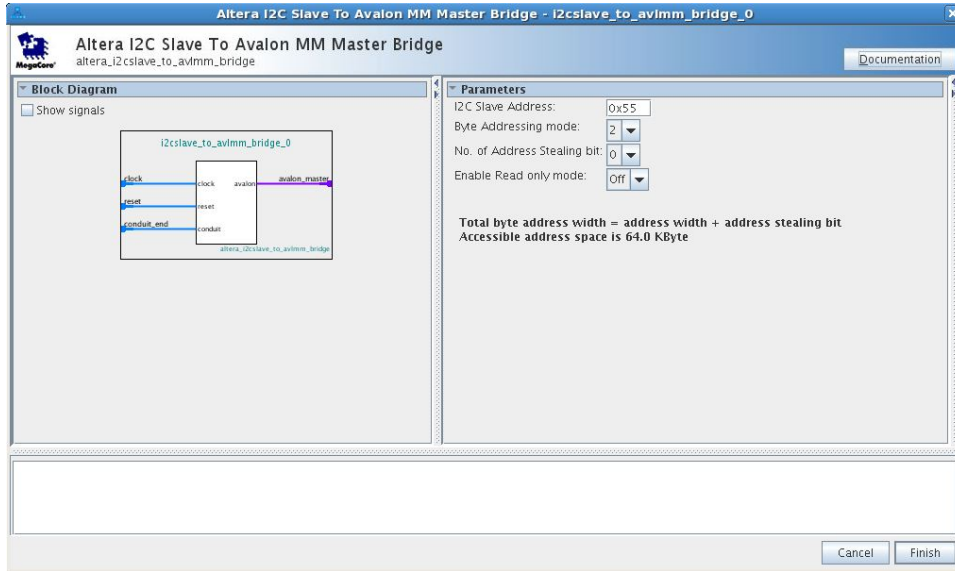 Altera I2C Slave To Avalon MM Master Bridge - i2cslave_to_avlmm_bridge_0
MegaCore
Altera I2C Slave To Avalon MM Master Bridge
altera_i2cslave_to_avlmm_bridge
Documentation
Block Diagram
Show signals
i2cslave_to_avlmm_bridge_0
clock
clock
avalon
avalon_master
reset
reset
conduit_end
conduit
altera_i2cslave_to_avlmm_bridge
Parameters
I2C Slave Address: 0x55
Byte Addressing mode: 2
No. of Address Stealing bit: 0
Enable Read only mode: Off
Total byte address width = address width + address stealing bit
Accessible address space is 64.0 KByte
Cancel Finish